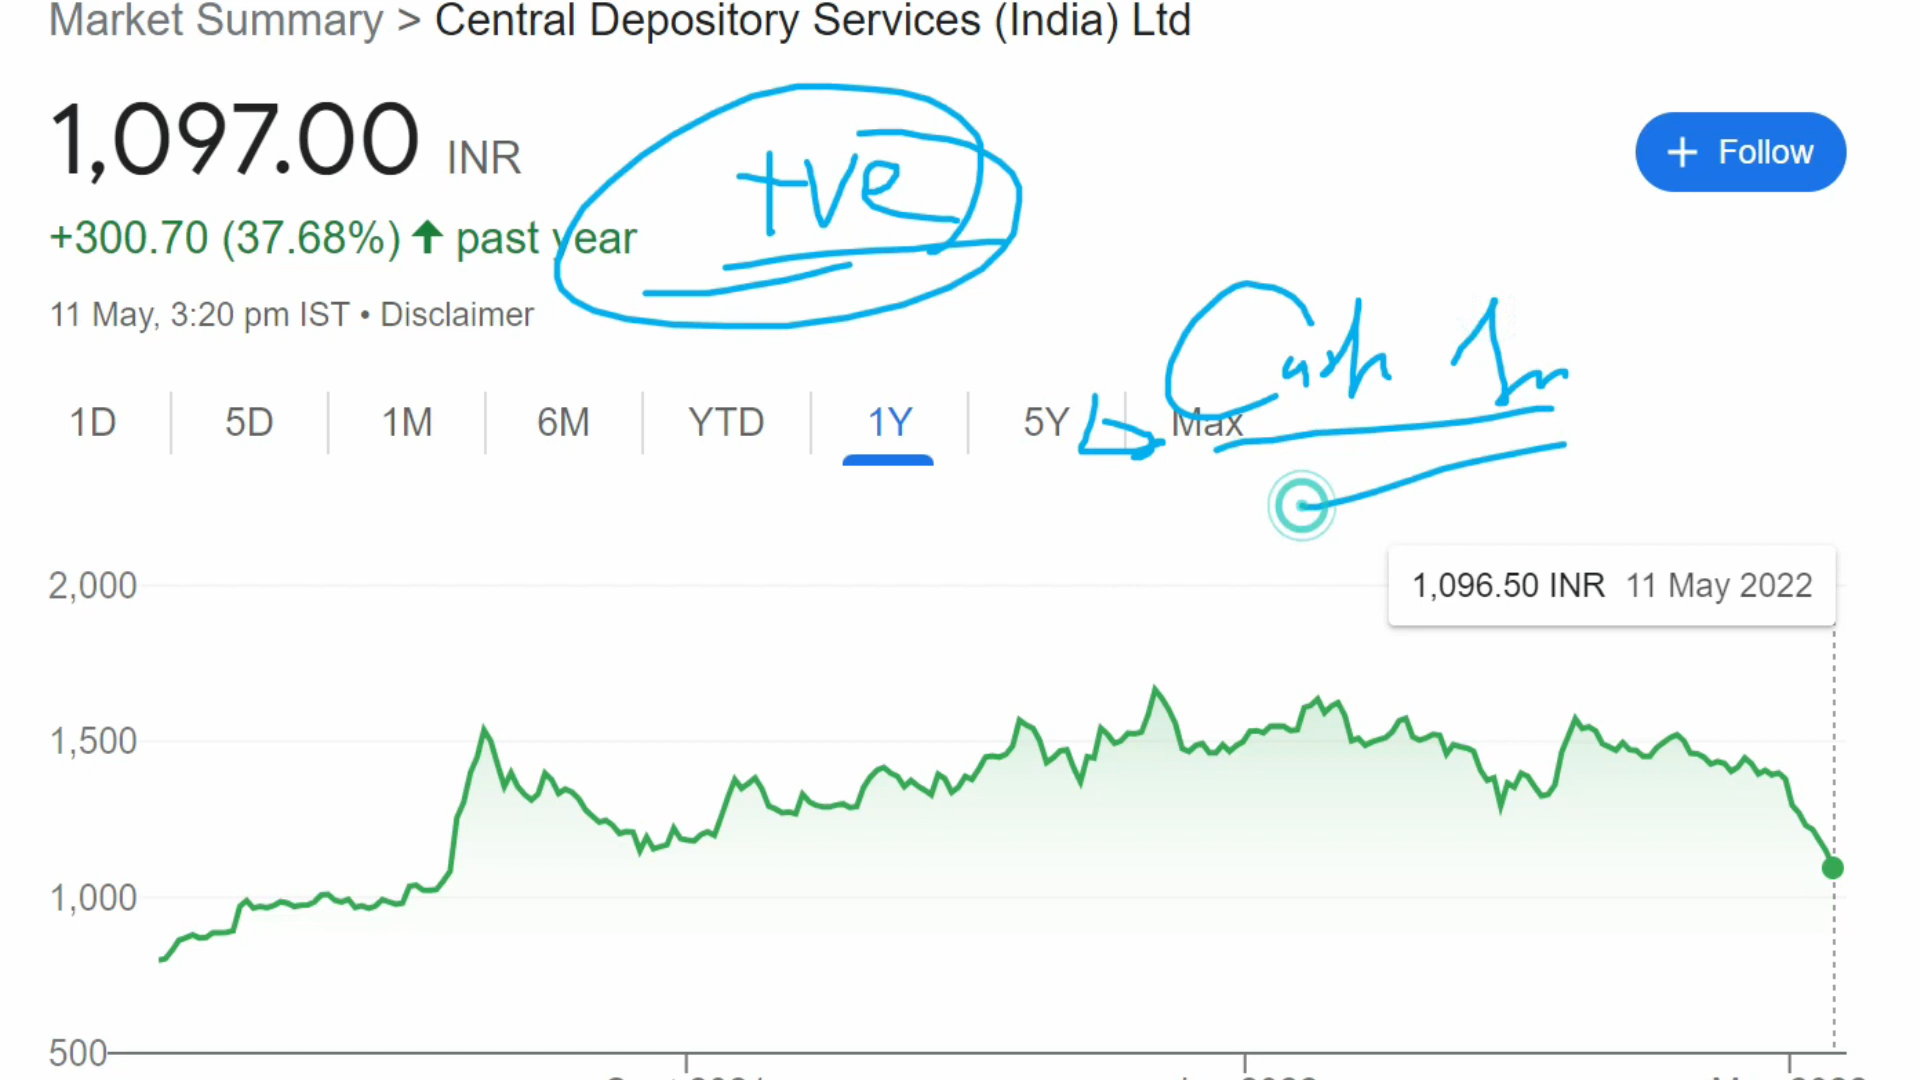 Market Summary > Central Depository Services (India) Ltd
1,097.00 INR
+ve
+ Follow
+300.70 (37.68%) ↑ past year
11 May, 3:20 pm IST • Disclaimer
Cash In
1D 5D 1M 6M YTD 1Y 5Y Max
1,096.50 INR 11 May 2022
2,000
1,500
1,000
500